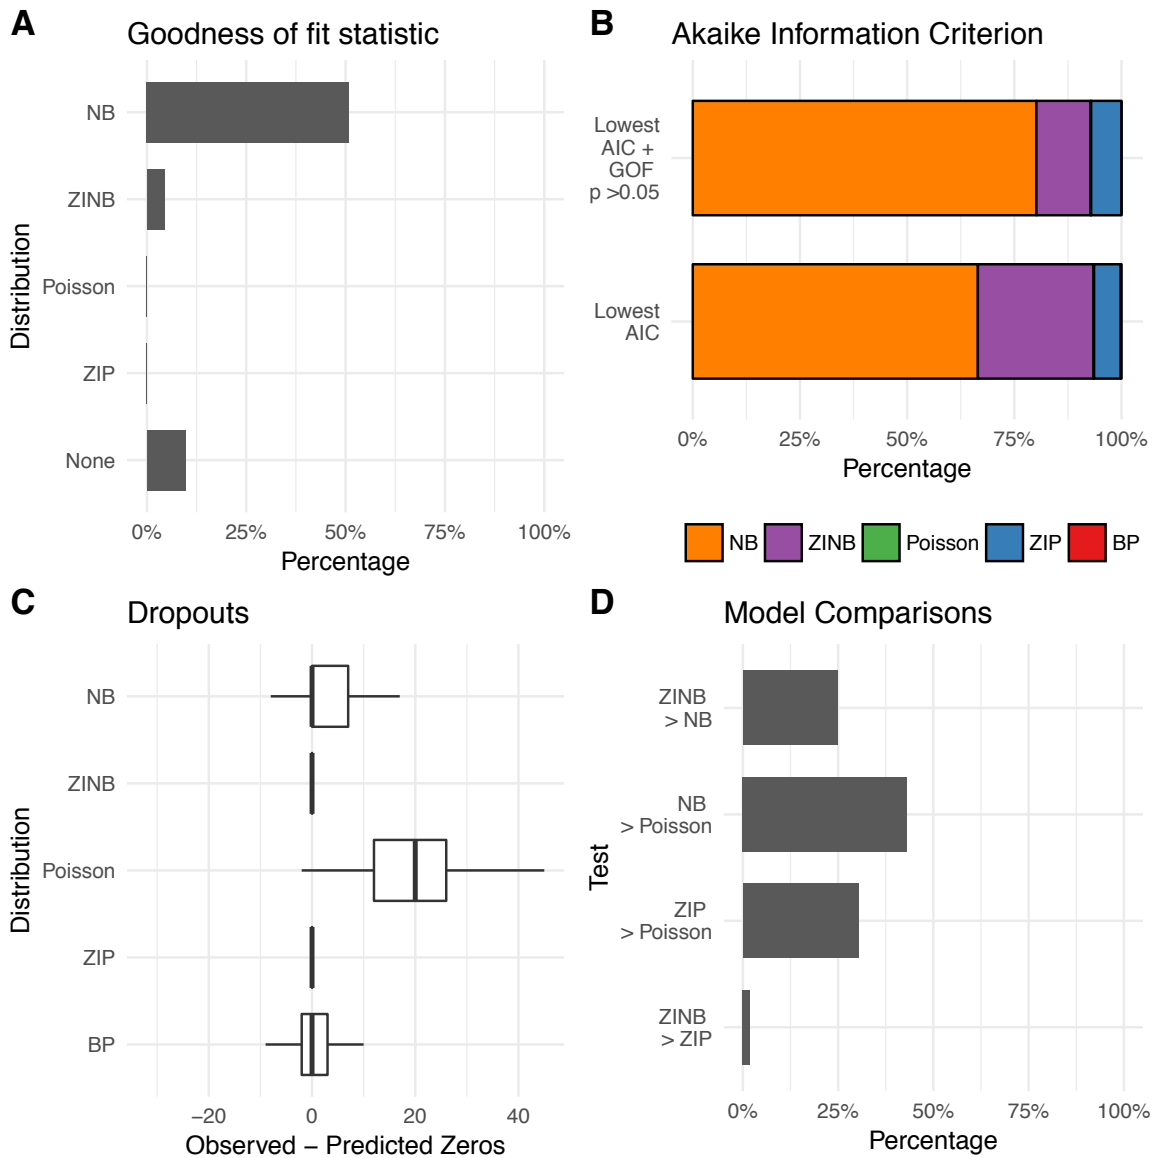 A
Goodness of fit statistic
Distribution
NB
ZINB
Poisson
ZIP
None
0%
25%
50%
75%
100%
Percentage
B
Akaike Information Criterion
Lowest
AIC +
GOF
p >0.05
Lowest
AIC
0%
25%
50%
75%
100%
Percentage
NB
ZINB
Poisson
ZIP
BP
C
Dropouts
Distribution
NB
ZINB
Poisson
ZIP
BP
−20
0
20
40
Observed − Predicted Zeros
D
Model Comparisons
Test
ZINB
> NB
NB
> Poisson
ZIP
> Poisson
ZINB
> ZIP
0%
25%
50%
75%
100%
Percentage